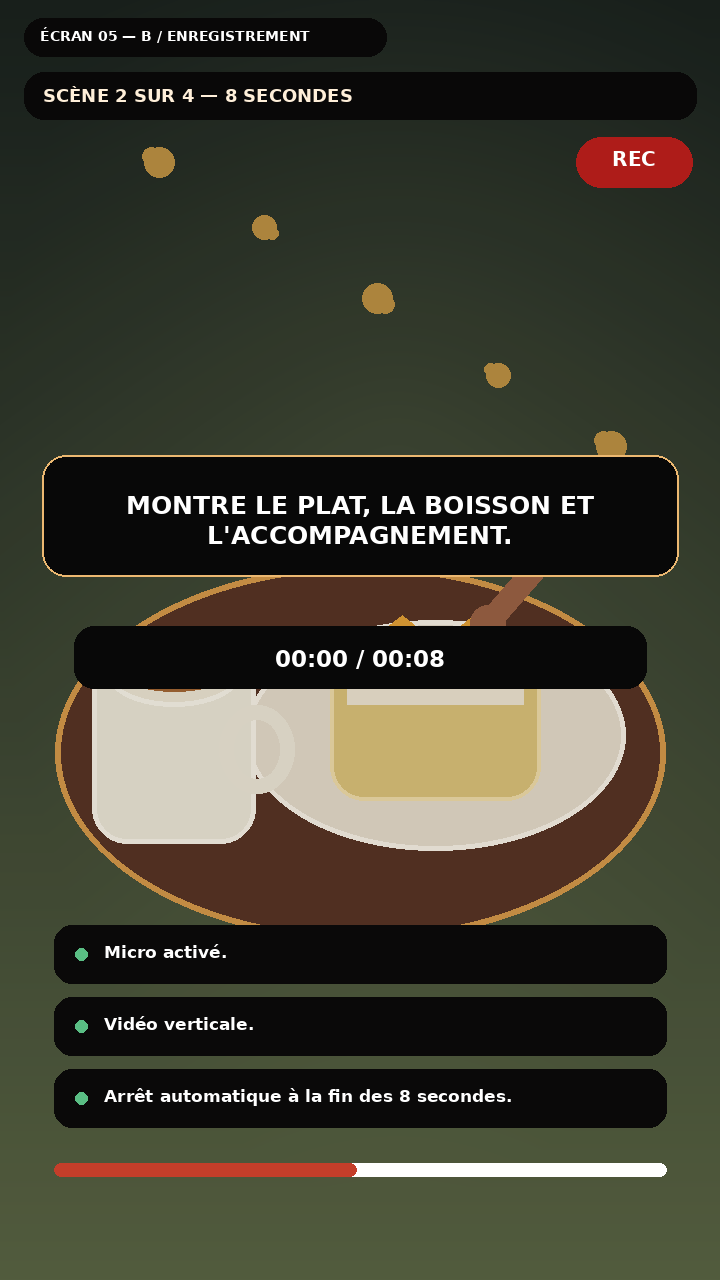 ÉCRAN 05 — B / ENREGISTREMENT
SCÈNE 2 SUR 4 — 8 SECONDES
REC
MONTRE LE PLAT, LA BOISSON ET
L'ACCOMPAGNEMENT.
00:00 / 00:08
Micro activé.
Vidéo verticale.
Arrêt automatique à la fin des 8 secondes.